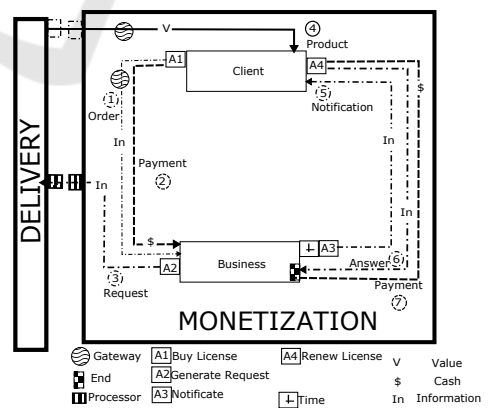 V
4
Product
A1
Client
A4
1
Order
5
Notification
$
In
In
Payment
2
In
In
DELIVERY
$
A2
Business
A3
Answer
6
3
Request
Payment
7
MONETIZATION
Gateway
A1 Buy License
A4 Renew License
V Value
End
A2 Generate Request
$ Cash
Processor
A3 Notificate
Time
In Information